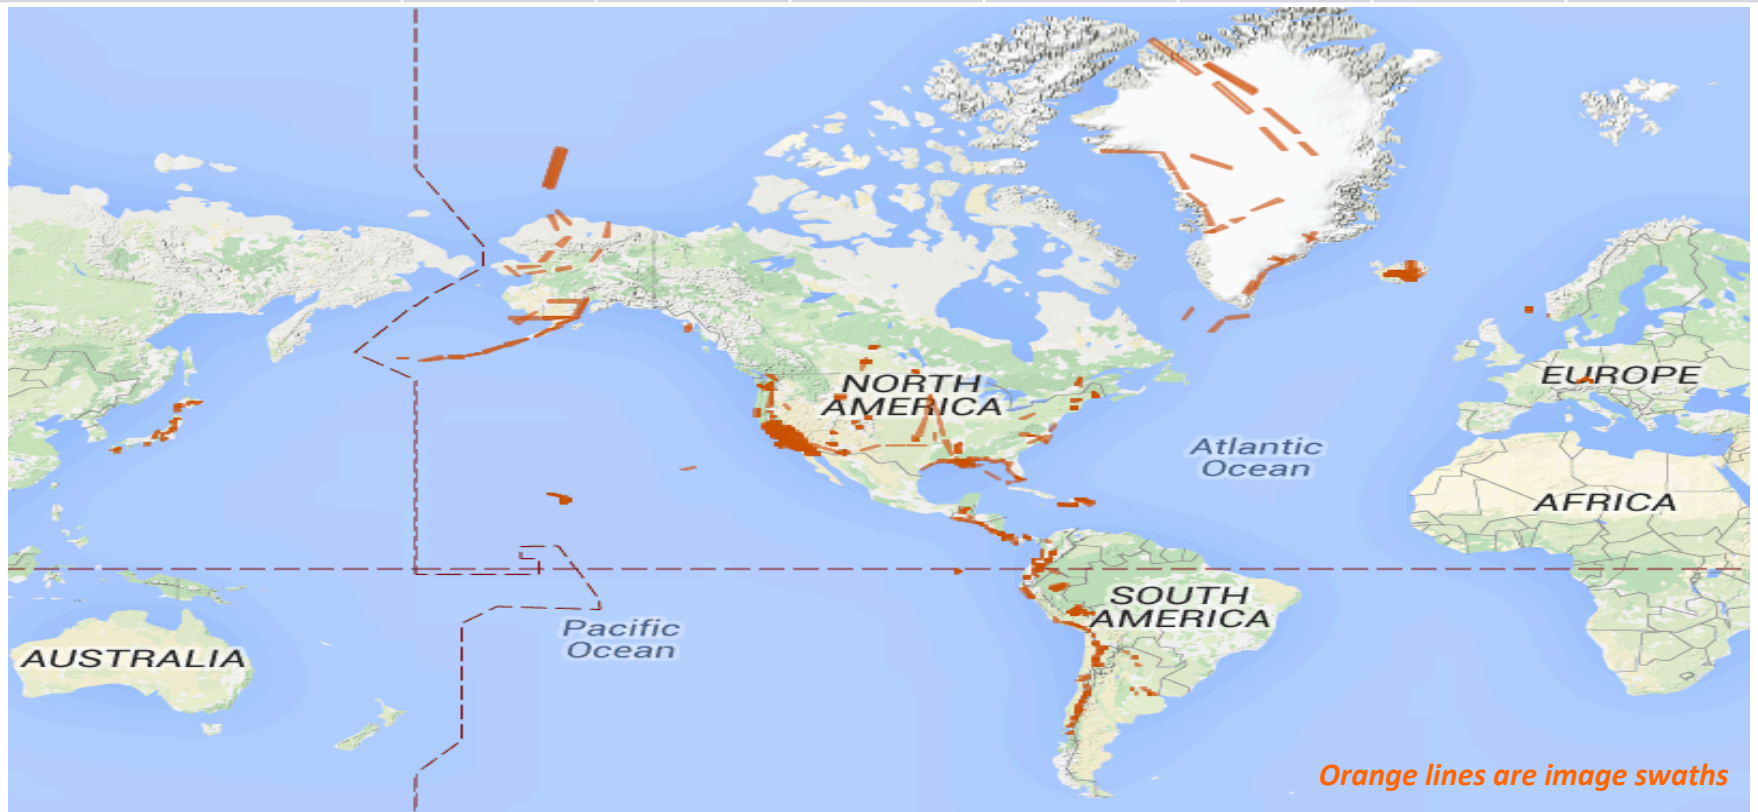 NORTH
AMERICA
EUROPE
Atlantic
Ocean
AFRICA
SOUTH
AMERICA
Pacific
Ocean
AUSTRALIA
Orange lines are image swaths